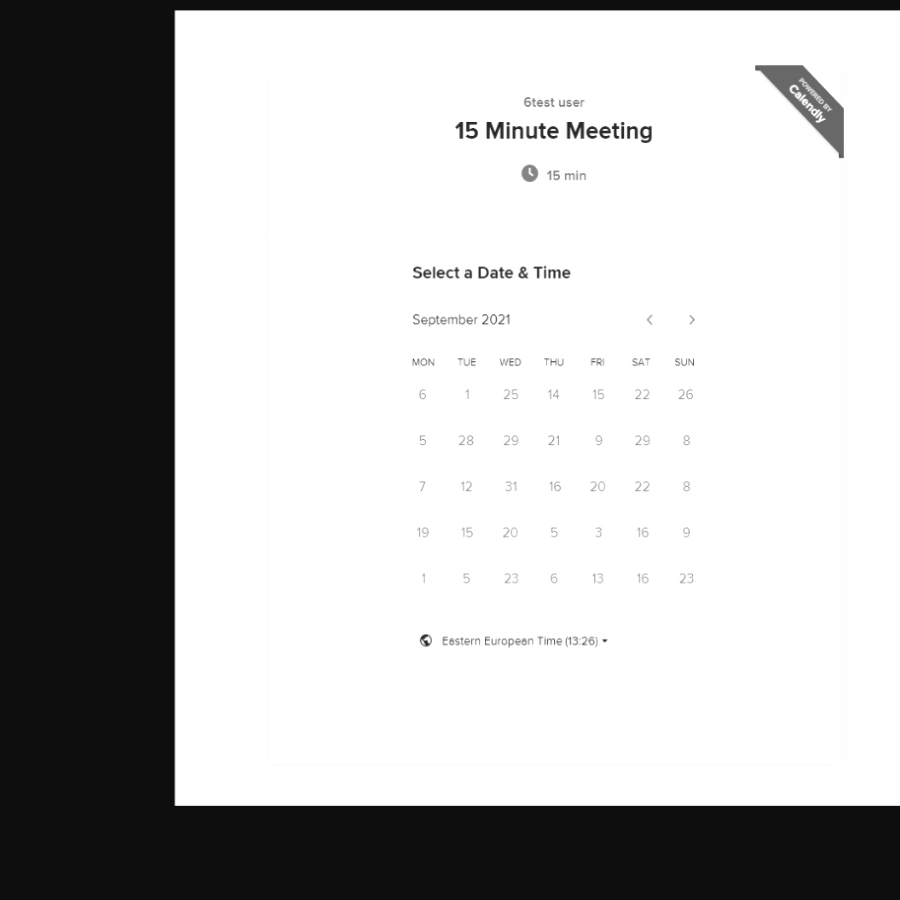 6test user
POWERED BY
Calendly
15 Minute Meeting
15 min
Select a Date & Time
September 2021
MON TUE WED THU FRI SAT SUN
6 1 25 14 15 22 26
5 28 29 21 9 29 8
7 12 31 16 20 22 8
19 15 20 5 3 16 9
1 5 23 6 13 16 23
Eastern European Time (13:26)